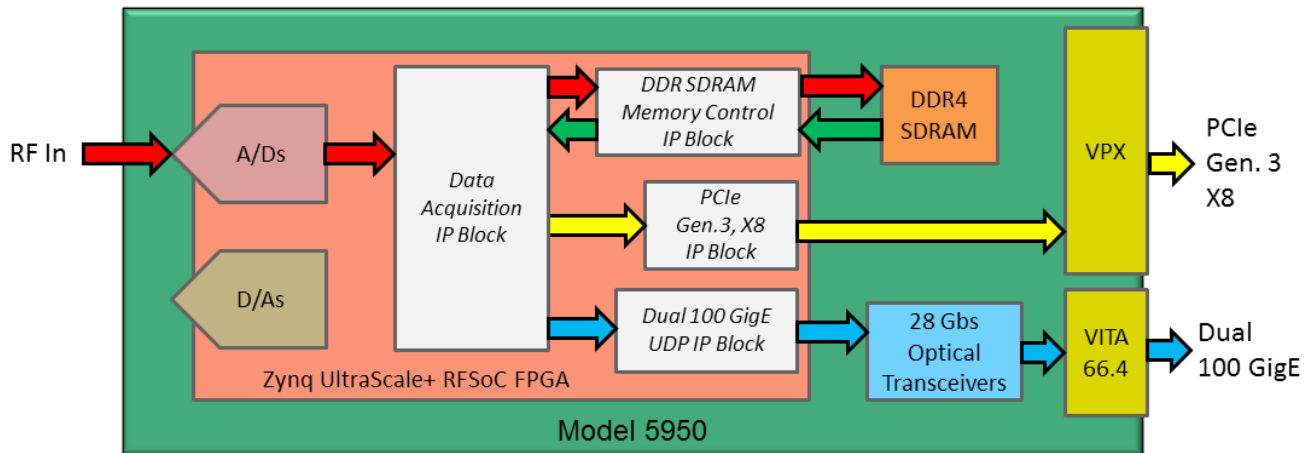 RF In
A/Ds
D/As
Data
Acquisition
IP Block
DDR SDRAM
Memory Control
IP Block
DDR4
SDRAM
PCIe
Gen.3, X8
IP Block
Dual 100 GigE
UDP IP Block
28 Gbs
Optical
Transceivers
VPX
VITA
66.4
PCIe
Gen. 3
X8
Dual
100 GigE
Zynq UltraScale+ RFSoC FPGA
Model 5950